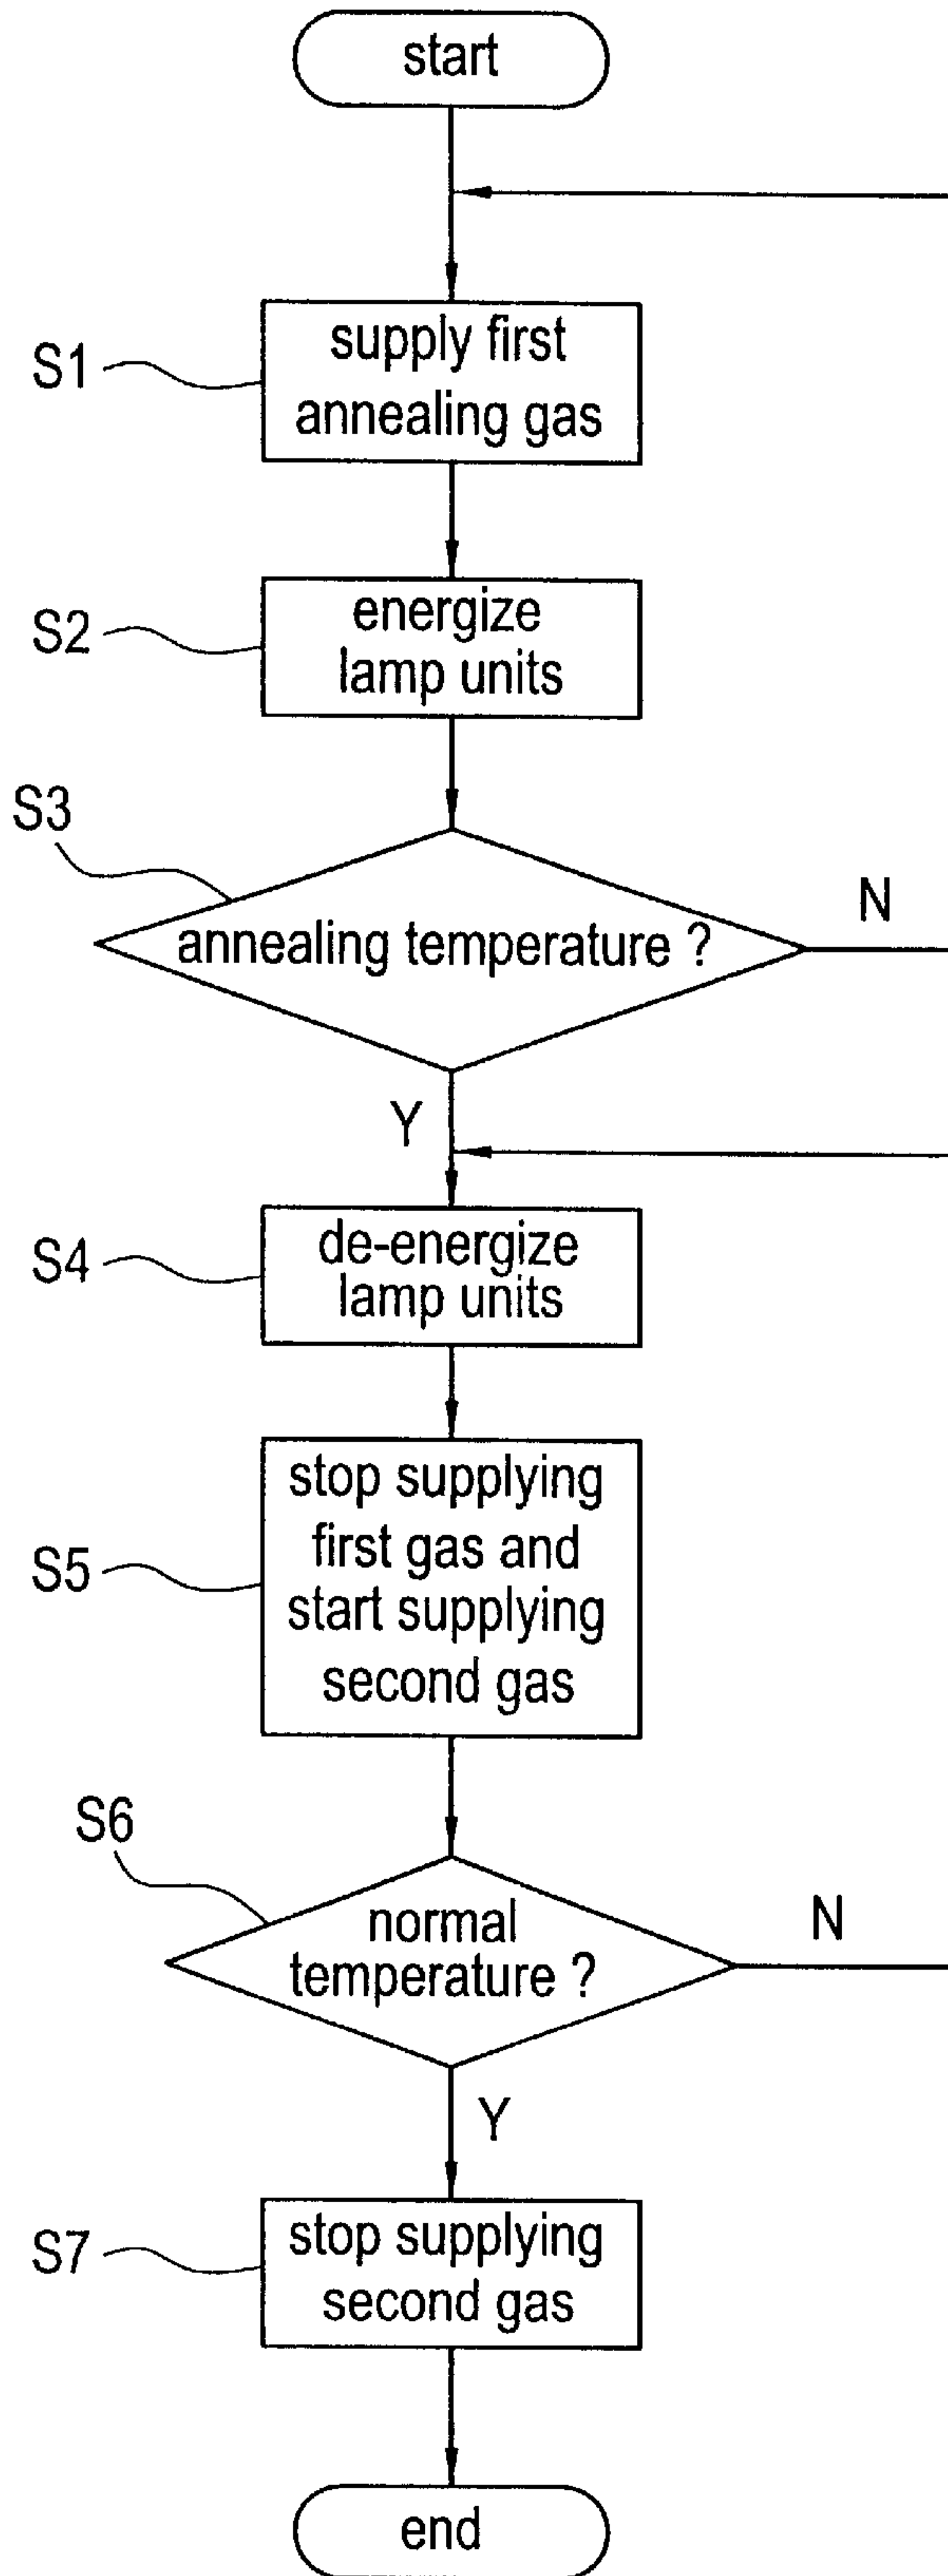 start
S1
supply first
annealing gas
S2
energize
lamp units
S3
annealing temperature ?
N
Y
S4
de-energize
lamp units
S5
stop supplying
first gas and
start supplying
second gas
S6
normal
temperature ?
N
Y
S7
stop supplying
second gas
end